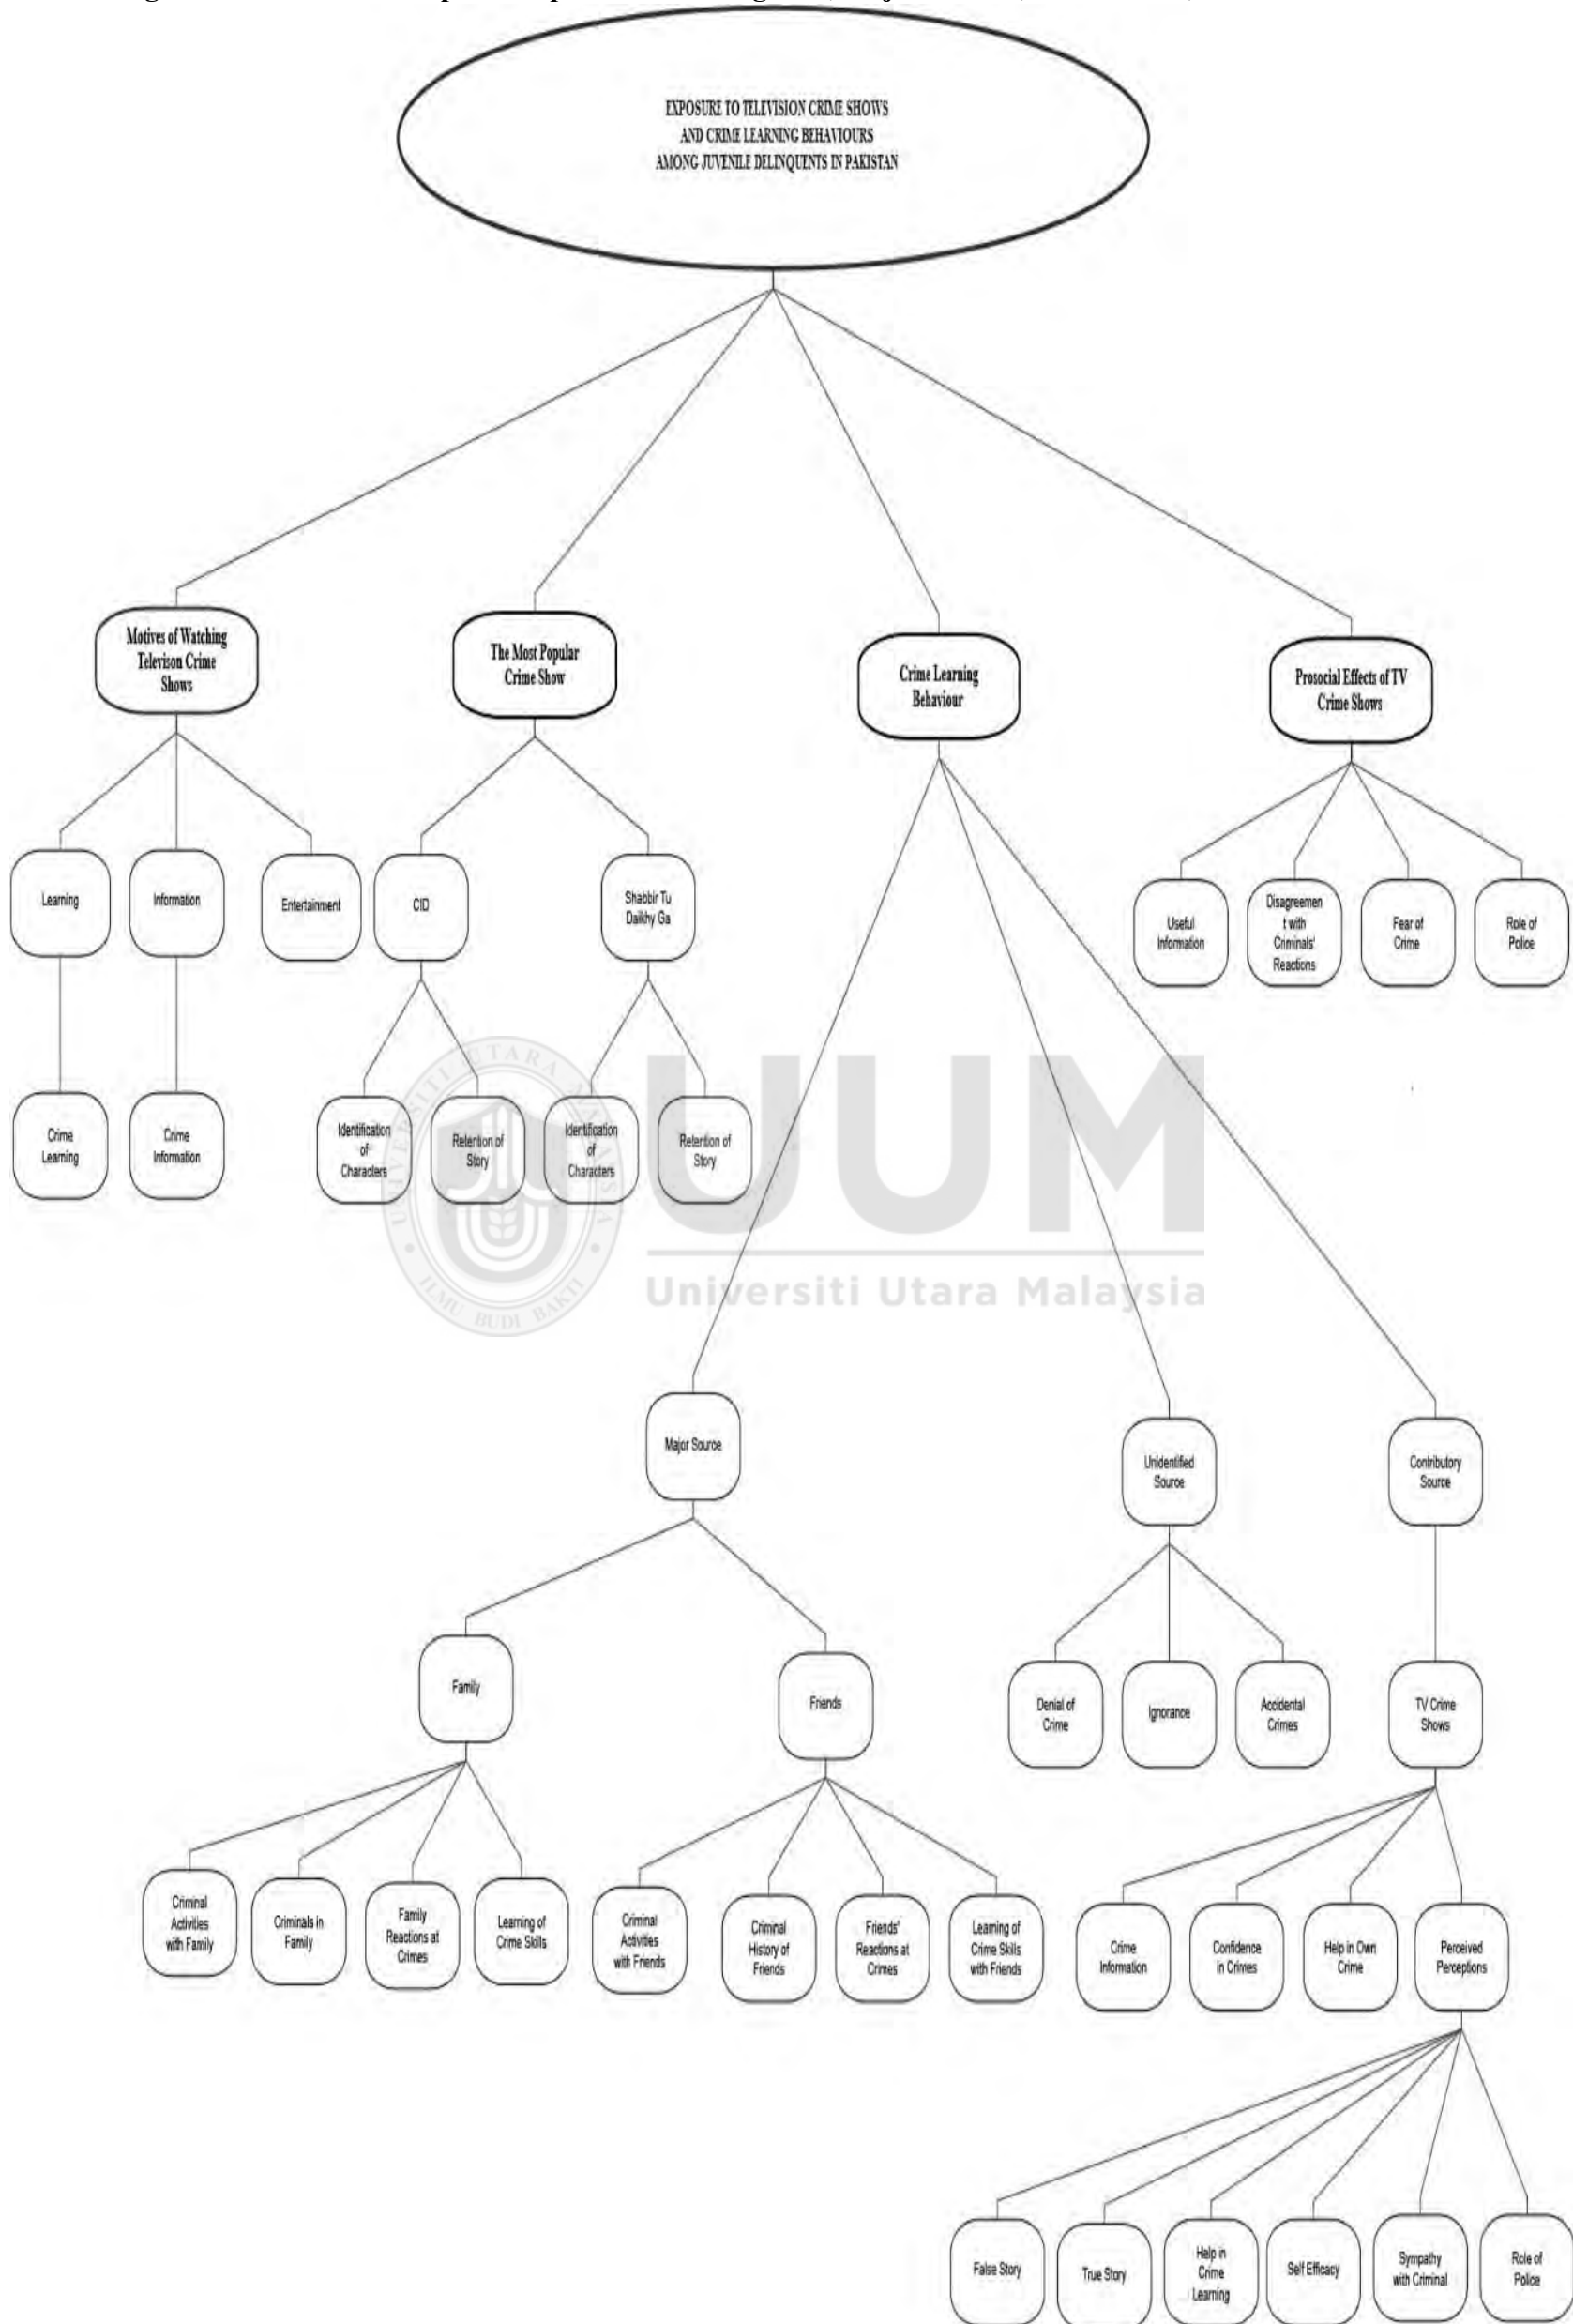 EXPOSURE TO TELEVISION CRIME SHOWS
AND CRIME LEARNING BEHAVIOURS
AMONG JUVENILE DELINQUENTS IN PAKISTAN
Motives of Watching
Televison Crime
Shows
The Most Popular
Crime Show
Crime Learning
Behaviour
Prosocial Effects of TV
Crime Shows
Learning
Information
Entertainment
CID
Shabbir Tu
Daikhy Ga
Useful
Information
Disagreemen
t with
Criminals'
Reactions
Fear of
Crime
Role of
Police
Crime
Learning
Crime
Information
Identification
of
Characters
Retention of
Story
Identification
of
Characters
Retention of
Story
UNIVERSITI UTARA MALAYSIA
ILMU BUDI BAKTI
UUM
Universiti Utara Malaysia
Major Source
Unidentified
Source
Contributory
Source
Family
Friends
Denial of
Crime
Ignorance
Accidental
Crimes
TV Crime
Shows
Criminal
Activities
with Family
Criminals in
Family
Family
Reactions at
Crimes
Learning of
Crime Skills
Criminal
Activities
with Friends
Criminal
History of
Friends
Friends'
Reactions at
Crimes
Learning of
Crime Skills
with Friends
Crime
Information
Confidence
in Crimes
Help in Own
Crime
Perceived
Perceptions
False Story
True Story
Help in
Crime
Learning
Self Efficacy
Sympathy
with Criminal
Role of
Police